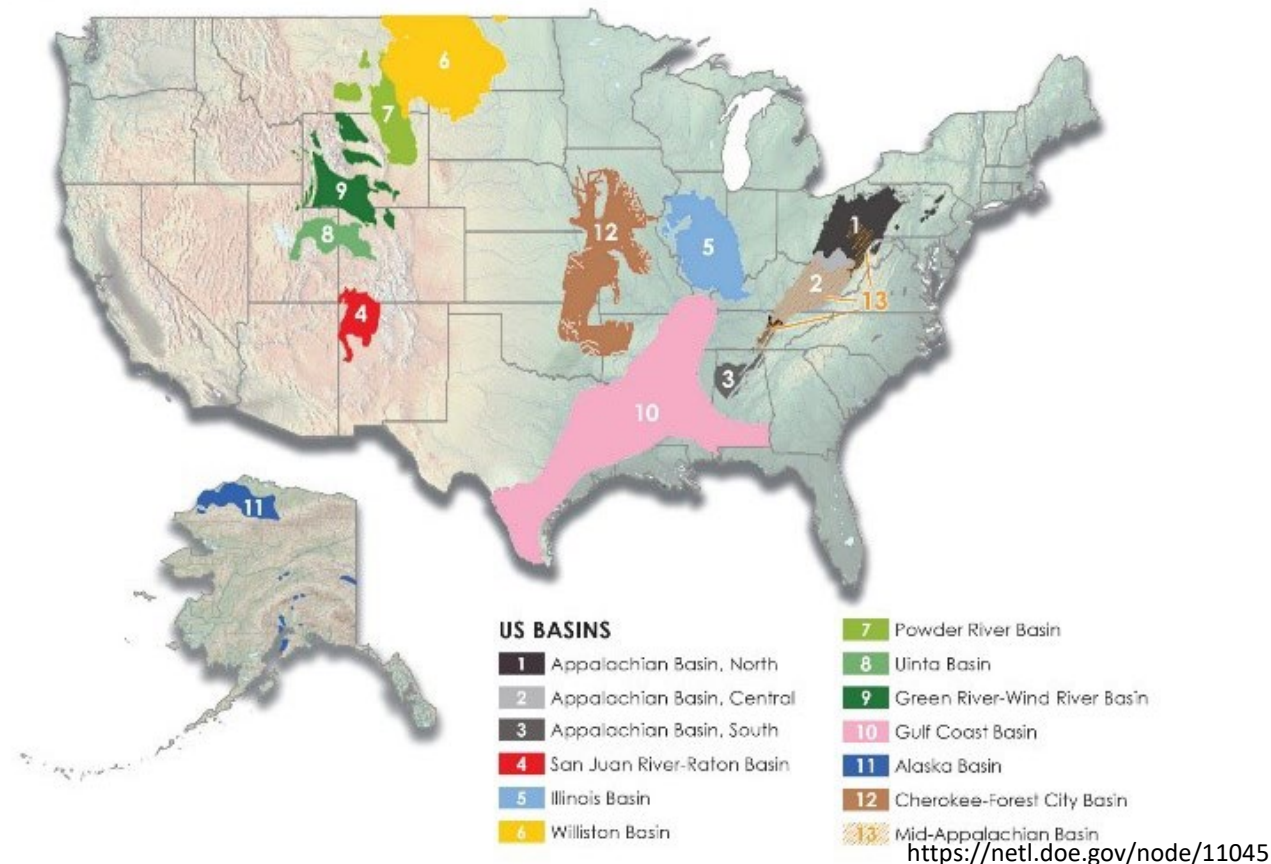 6
7
9
8
4
12
5
1
2
13
3
10
11
US BASINS
1 Appalachian Basin, North
2 Appalachian Basin, Central
3 Appalachian Basin, South
4 San Juan River-Raton Basin
5 Illinois Basin
6 Williston Basin
7 Powder River Basin
8 Uinta Basin
9 Green River-Wind River Basin
10 Gulf Coast Basin
11 Alaska Basin
12 Cherokee-Forest City Basin
13 Mid-Appalachian Basin
https://netl.doe.gov/node/11045